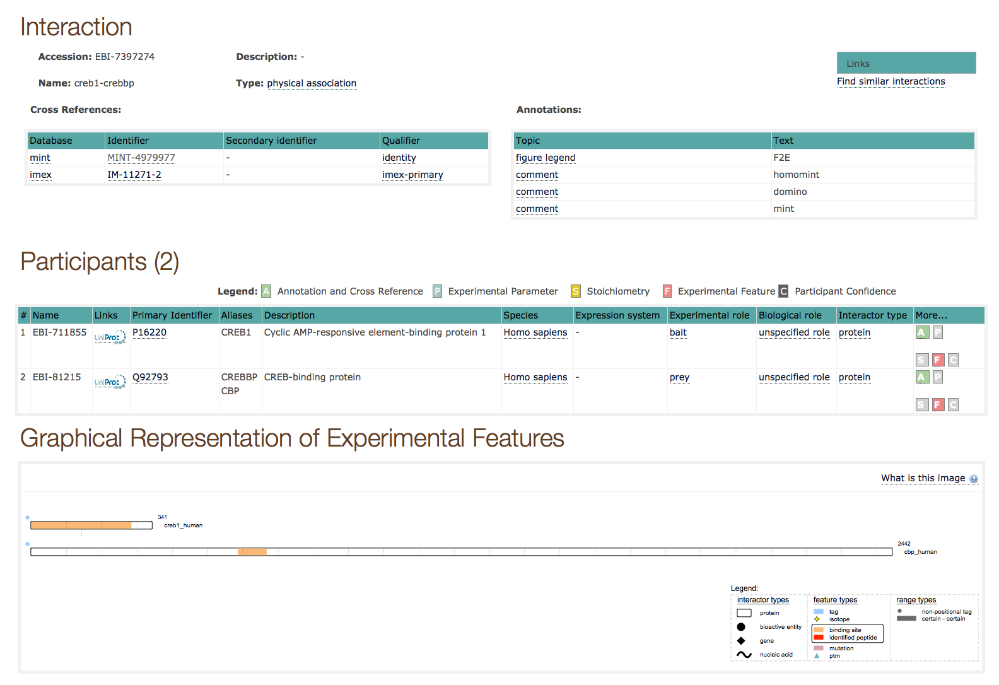 Interaction
Accession: EBI-7397274 Description: -
Links
Name: creb1-crebbp Type: physical association
Find similar interactions
Cross References: Annotations:
Database Identifier Secondary identifier Qualifier
mint MINT-4979977 - identity
imex IM-11271-2 - imex-primary
Topic Text
figure legend F2E
comment homomint
comment domino
comment mint
Participants (2)
Legend: A Annotation and Cross Reference P Experimental Parameter S Stoichiometry F Experimental Feature C Participant Confidence
# Name Links Primary Identifier Aliases Description Species Expression system Experimental role Biological role Interactor type More...
1 EBI-711855 UniProt P16220 CREB1 Cyclic AMP-responsive element-binding protein 1 Homo sapiens - bait unspecified role protein A P
S F C
2 EBI-81215 UniProt Q92793 CREBBP CREB-binding protein Homo sapiens - prey unspecified role protein A P
CBP
S F C
Graphical Representation of Experimental Features
What is this image ?
341
creb1_human
2442
cbp_human
Legend:
interactor types
protein
bioactive entity
gene
nucleic acid
feature types
tag
isotope
binding site
identified peptide
mutation
ptm
range types
non-positional tag
certain - certain